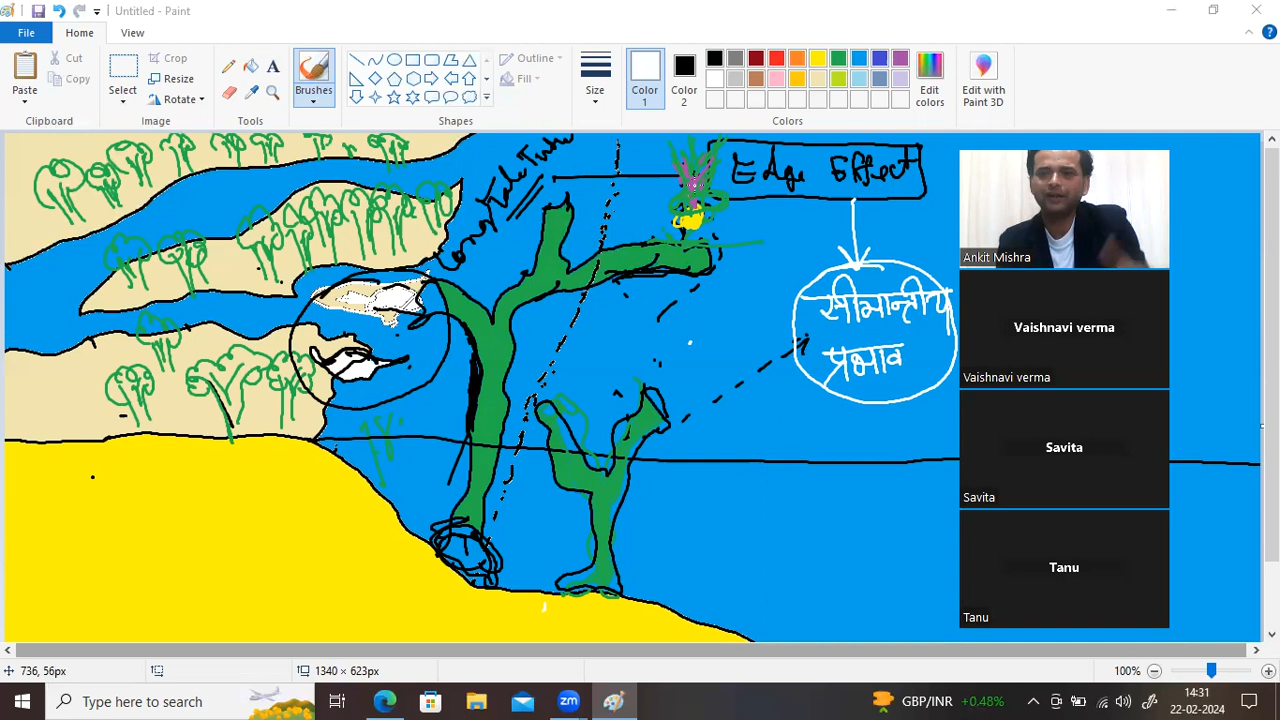 Untitled - Paint
File
Home
View
Paste
Cut
Copy
Clipboard
Select
Crop
Resize
Rotate
Image
Tools
Brushes
Shapes
Outline
Fill
Size
Color 1
Color 2
Colors
Edit colors
Edit with Paint 3D
Edge Effect
सीमान्तीय
प्रभाव
18°
Ankit Mishra
Vaishnavi verma
Vaishnavi verma
Savita
Savita
Tanu
Tanu
736, 56px
1340 × 623px
100%
Type here to search
zm
GBP/INR +0.48%
14:31
22-02-2024